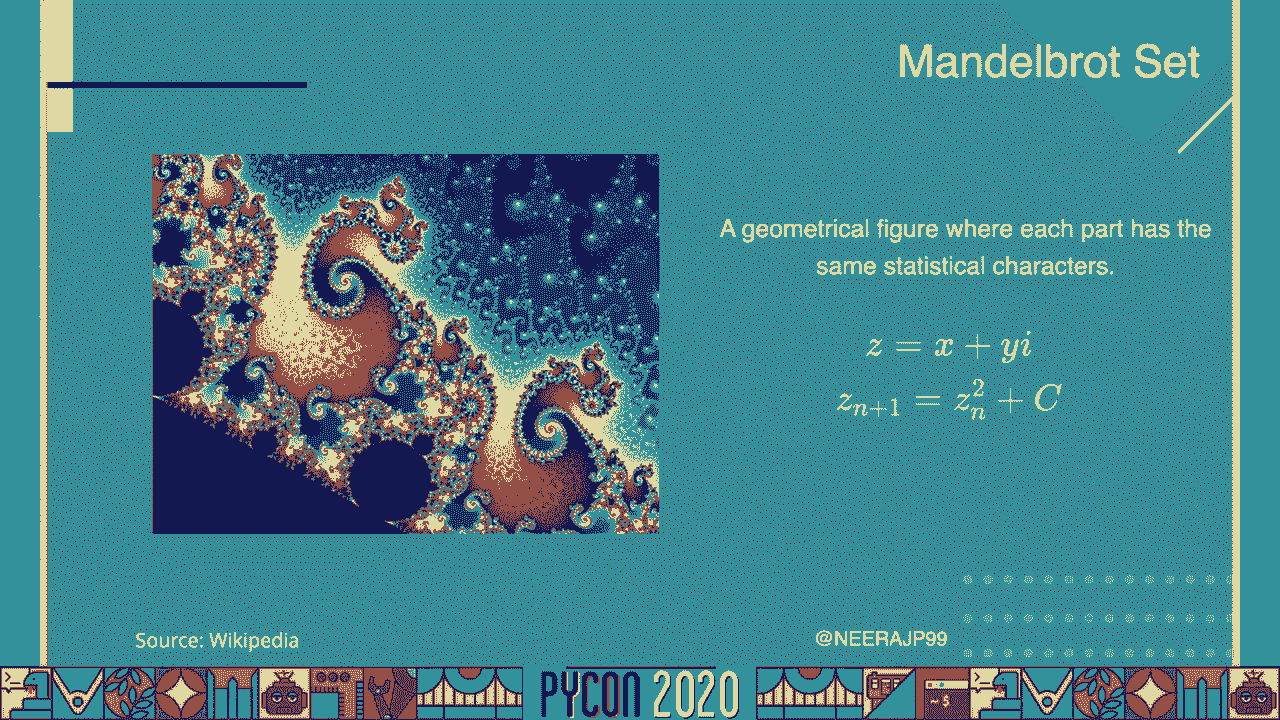 Mandelbrot Set
A geometrical figure where each part has the
same statistical characters.
z = x + yi
z_{n+1} = z_n^2 + C
Source: Wikipedia
@NEERAJP99
PYCON 2020
~ $